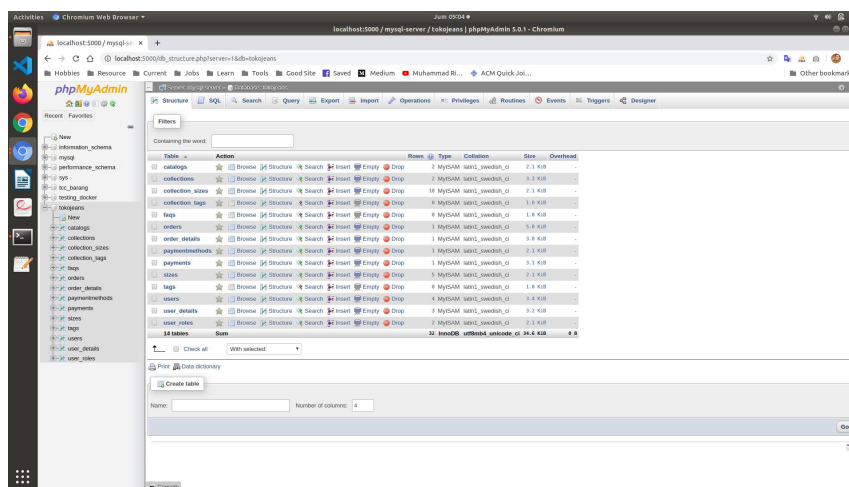 Activities Chromium Web Browser Jum 05:04
localhost:5000 / mysql-server / tokojeans | phpMyAdmin 5.0.1 - Chromium
localhost:5000 / mysql-se
localhost:5000/db_structure.php?server=1&db=tokojeans
Hobbies Resource Current Jobs Learn Tools Good Site Saved Medium Muhammad Ri... ACM Quick Joi... Other bookmark
phpMyAdmin
Recent Favorites
New
information_schema
mysql
performance_schema
sys
tcc_barang
testing_docker
tokojeans
New
catalogs
collections
collection_sizes
collection_tags
faqs
orders
order_details
paymentmethods
payments
sizes
tags
users
user_details
user_roles
Server: mysql-server » Database: tokojeans
Structure SQL Search Query Export Import Operations Privileges Routines Events Triggers Designer
Filters
Containing the word:
Table Action Rows Type Collation Size Overhead
catalogs Browse Structure Search Insert Empty Drop 2 MyISAM latin1_swedish_ci 2.1 KiB -
collections Browse Structure Search Insert Empty Drop 2 MyISAM latin1_swedish_ci 3.3 KiB -
collection_sizes Browse Structure Search Insert Empty Drop 10 MyISAM latin1_swedish_ci 2.1 KiB -
collection_tags Browse Structure Search Insert Empty Drop 0 MyISAM latin1_swedish_ci 1.0 KiB -
faqs Browse Structure Search Insert Empty Drop 0 MyISAM latin1_swedish_ci 1.0 KiB -
orders Browse Structure Search Insert Empty Drop 1 MyISAM latin1_swedish_ci 5.0 KiB -
order_details Browse Structure Search Insert Empty Drop 1 MyISAM latin1_swedish_ci 3.0 KiB -
paymentmethods Browse Structure Search Insert Empty Drop MyISAM latin1_swedish_ci 2.1 KiB -
payments Browse Structure Search Insert Empty Drop 1 MyISAM latin1_swedish_ci 3.1 KiB -
sizes Browse Structure Search Insert Empty Drop 5 MyISAM latin1_swedish_ci 2.1 KiB -
tags Browse Structure Search Insert Empty Drop 0 MyISAM latin1_swedish_ci 1.0 KiB -
users Browse Structure Search Insert Empty Drop 4 MyISAM latin1_swedish_ci 3.4 KiB -
user_details Browse Structure Search Insert Empty Drop 3 MyISAM latin1_swedish_ci 3.2 KiB -
user_roles Browse Structure Search Insert Empty Drop 2 MyISAM latin1_swedish_ci 2.1 KiB -
14 tables Sum 32 InnoDB utf8mb4_unicode_ci 34.6 KiB 0 B
Check all With selected:
Print Data dictionary
Create table
Name: Number of columns: 4
Go
Console